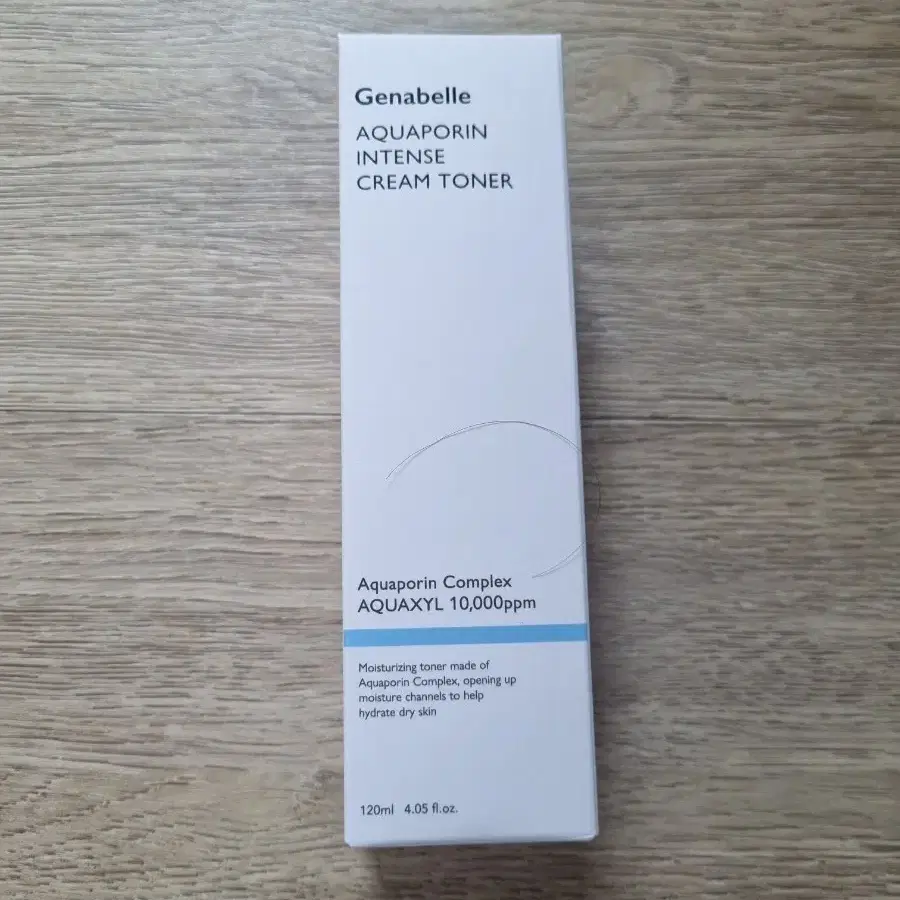 Genabelle
AQUAPORIN
INTENSE
CREAM TONER
Aquaporin Complex
AQUAXYL 10,000ppm
Moisturizing toner made of
Aquaporin Complex, opening up
moisture channels to help
hydrate dry skin
120ml 4.05 fl.oz.